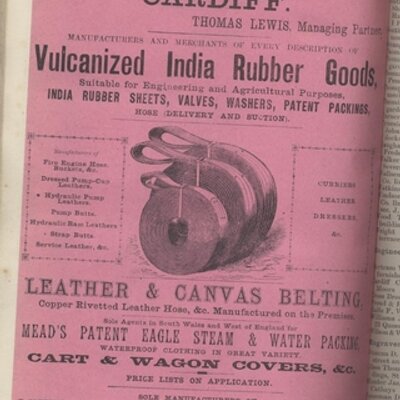 CARDIFF.
THOMAS LEWIS, Managing Partner.
MANUFACTURERS AND MERCHANTS OF EVERY DESCRIPTION OF
Vulcanized India Rubber Goods,
Suitable for Engineering and Agricultural Purposes,
INDIA RUBBER SHEETS, VALVES, WASHERS, PATENT PACKINGS,
HOSE (DELIVERY AND SUCTION).
Manufacturers of
Fire Engine Hose,
Buckets, &c.
Dressed Pump-Cup
Leathers.
Hydraulic Pump
Leathers.
Pump Butts.
Hydraulic Ram Leathers
Strap Butts.
Service Leather, &c.
CURRIERS
LEATHER
DRESSERS,
&c.
LEATHER & CANVAS BELTING,
Copper Rivetted Leather Hose, &c. Manufactured on the Premises.
Sole Agents in South Wales and West of England for
MEAD'S PATENT EAGLE STEAM & WATER PACKING,
WATERPROOF CLOTHING IN GREAT VARIETY.
CART & WAGON COVERS, &c.
PRICE LISTS ON APPLICATION.
SOLE MANUFACTURERS